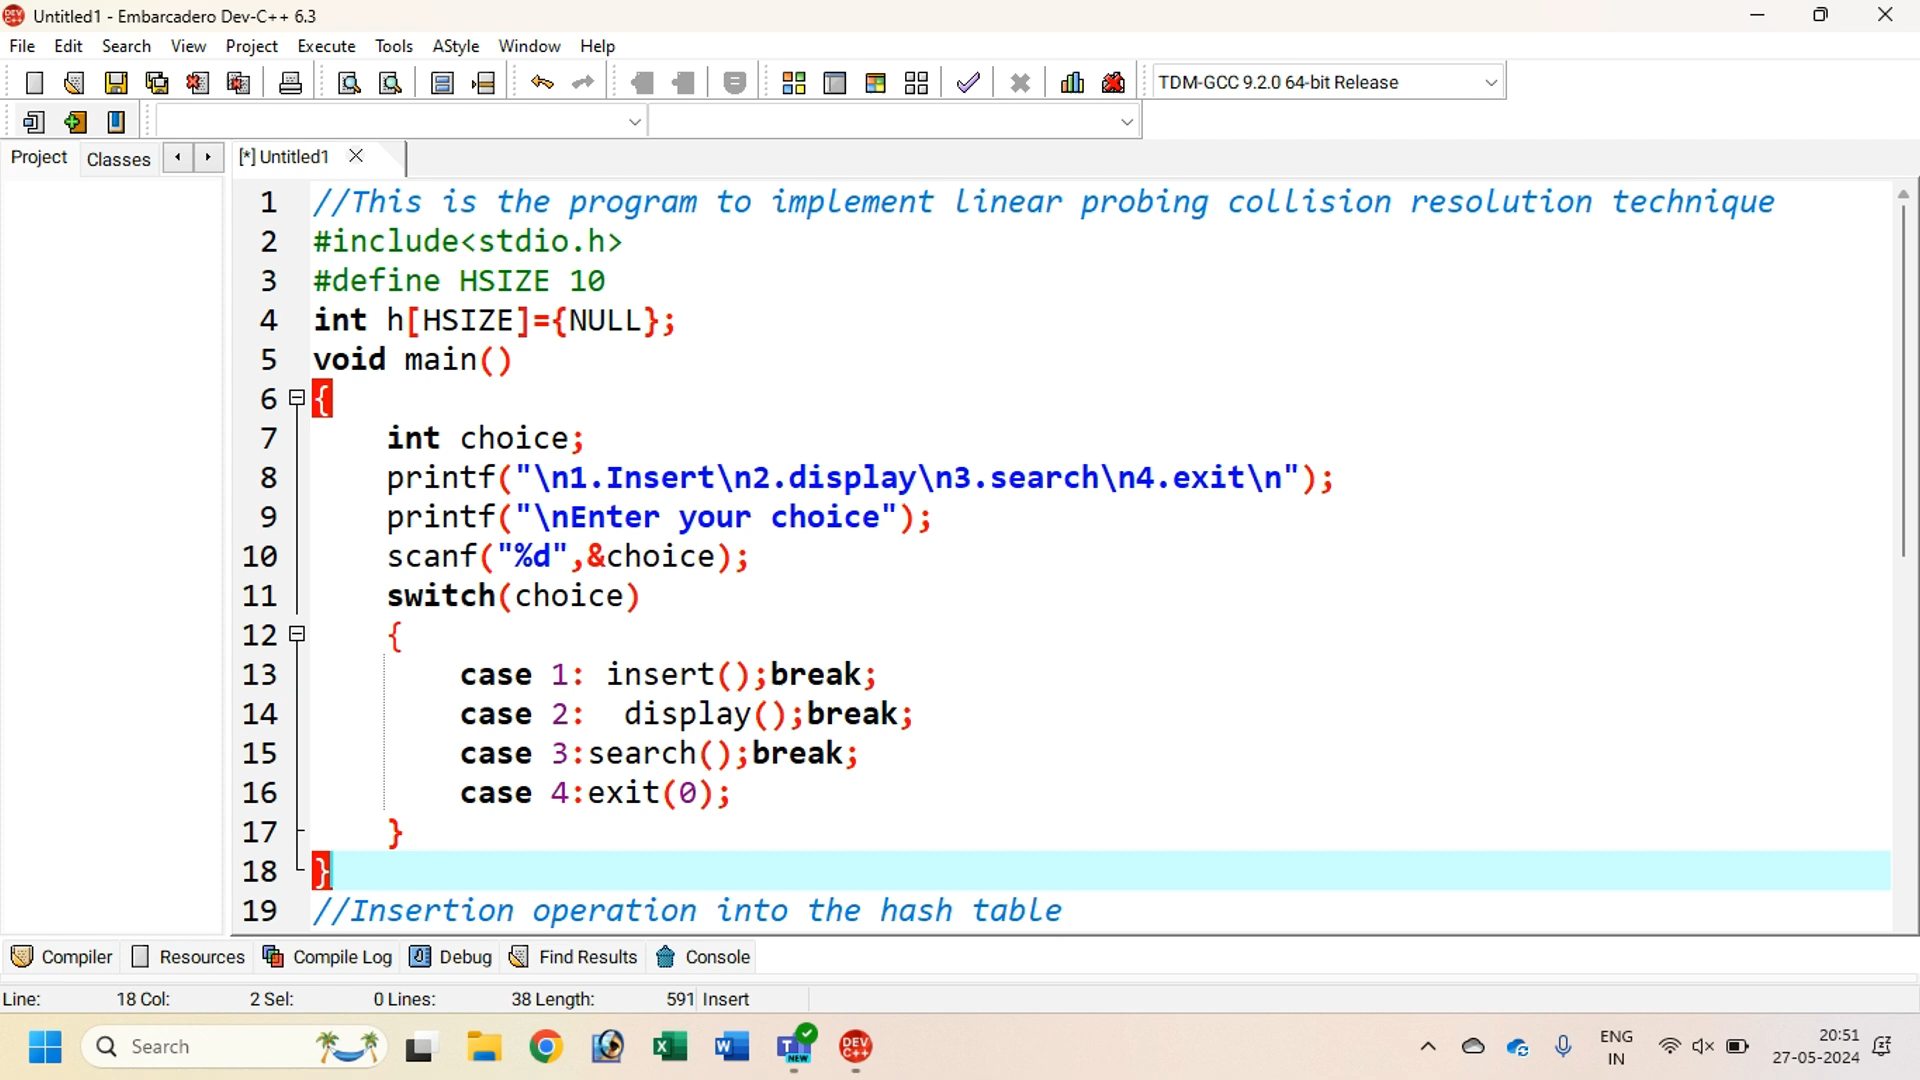 Untitled1 - Embarcadero Dev-C++ 6.3
File Edit Search View Project Execute Tools AStyle Window Help
TDM-GCC 9.2.0 64-bit Release
Project Classes [*] Untitled1
1 //This is the program to implement linear probing collision resolution technique
2 #include<stdio.h>
3 #define HSIZE 10
4 int h[HSIZE]={NULL};
5 void main()
6 {
7 int choice;
8 printf("\n1.Insert\n2.display\n3.search\n4.exit\n");
9 printf("\nEnter your choice");
10 scanf("%d",&choice);
11 switch(choice)
12 {
13 case 1: insert();break;
14 case 2:  display();break;
15 case 3:search();break;
16 case 4:exit(0);
17 }
18 }
19 //Insertion operation into the hash table
Compiler Resources Compile Log Debug Find Results Console
Line: 18 Col: 2 Sel: 0 Lines: 38 Length: 591 Insert
Search
NEW
DEV C++
ENG
IN
20:51
27-05-2024